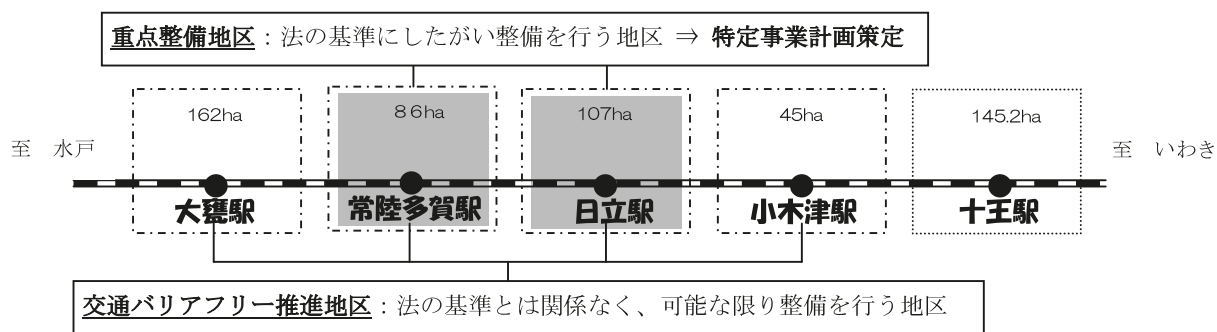 重点整備地区：法の基準にしたがい整備を行う地区 ⇒ 特定事業計画策定
162ha
８６ha
107ha
45ha
145.2ha
至　水戸
至　いわき
大甕駅
常陸多賀駅
日立駅
小木津駅
十王駅
交通バリアフリー推進地区：法の基準とは関係なく、可能な限り整備を行う地区